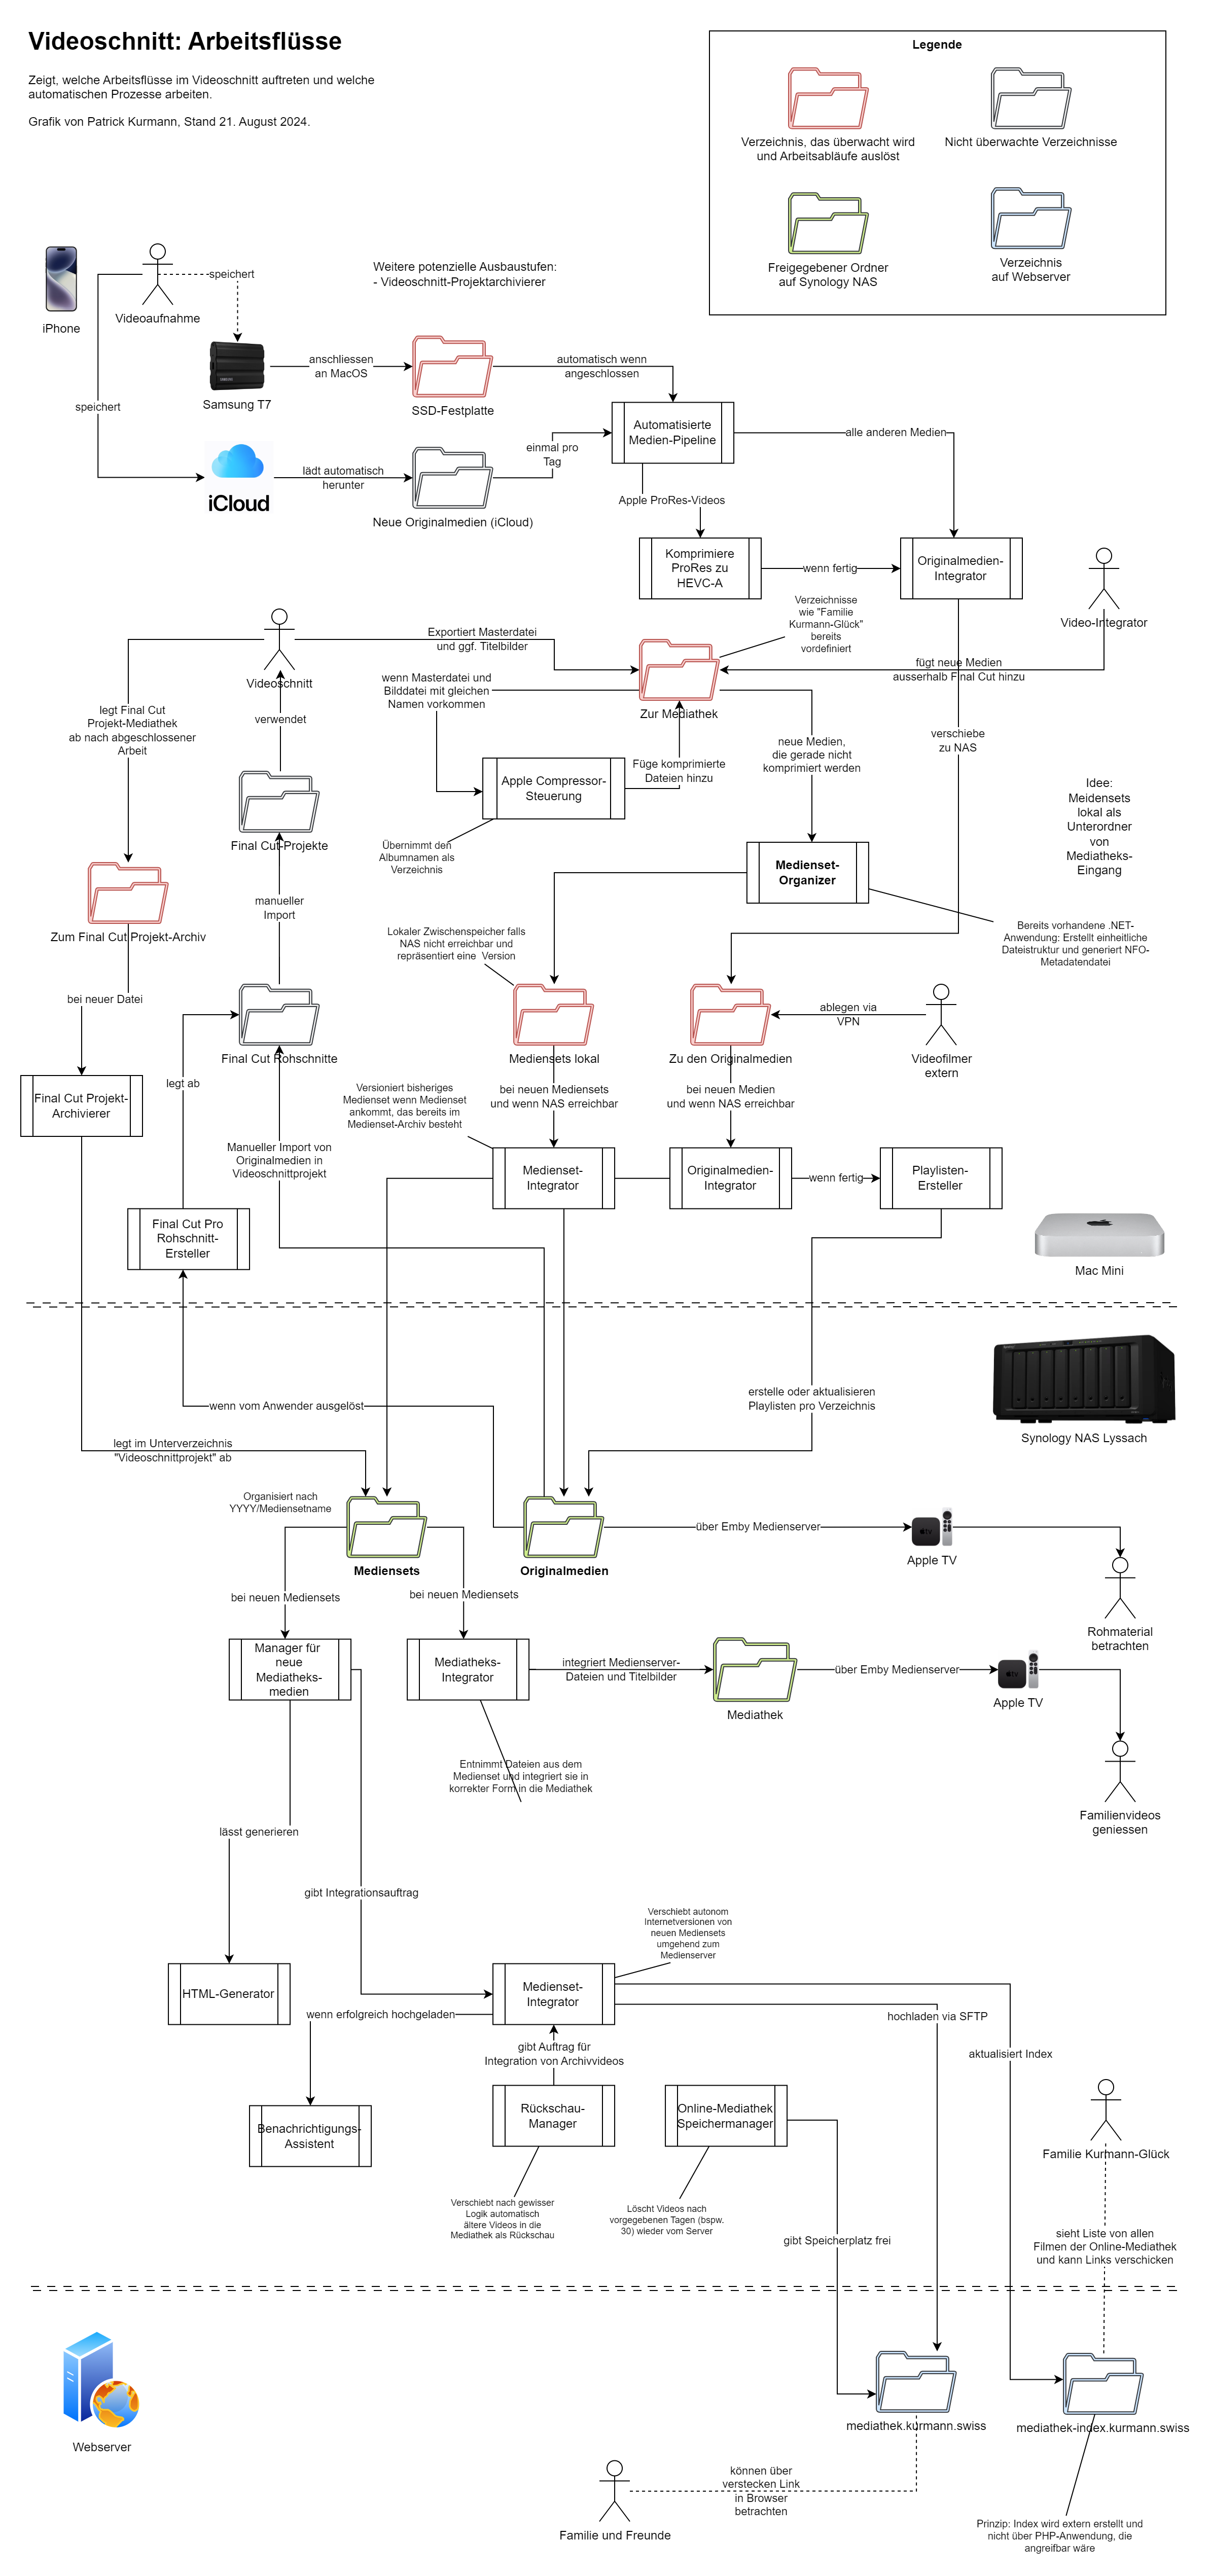 Videoschnitt: Arbeitsflüsse
Zeigt, welche Arbeitsflüsse im Videoschnitt auftreten und welche
automatischen Prozesse arbeiten.
Grafik von Patrick Kurmann, Stand 21. August 2024.
Legende
Verzeichnis, das überwacht wird
und Arbeitsabläufe auslöst
Nicht überwachte Verzeichnisse
Freigegebener Ordner
auf Synology NAS
Verzeichnis
auf Webserver
iPhone
Videoaufnahme
speichert
Weitere potenzielle Ausbaustufen:
- Videoschnitt-Projektarchivierer
speichert
Samsung T7
anschliessen
an MacOS
SSD-Festplatte
automatisch wenn
angeschlossen
iCloud
lädt automatisch
herunter
Neue Originalmedien (iCloud)
einmal pro
Tag
Automatisierte
Medien-Pipeline
alle anderen Medien
Apple ProRes-Videos
Komprimiere
ProRes zu
HEVC-A
wenn fertig
Originalmedien-
Integrator
Video-Integrator
Verzeichnisse
wie "Familie
Kurmann-Glück"
bereits
vordefiniert
Videoschnitt
Exportiert Masterdatei
und ggf. Titelbilder
Zur Mediathek
fügt neue Medien
ausserhalb Final Cut hinzu
wenn Masterdatei und
Bilddatei mit gleichen
Namen vorkommen
legt Final Cut
Projekt-Mediathek
ab nach abgeschlossener
Arbeit
verwendet
neue Medien,
die gerade nicht
komprimiert werden
verschiebe
zu NAS
Füge komprimierte
Dateien hinzu
Apple Compressor-
Steuerung
Übernimmt den
Albumnamen als
Verzeichnis
Final Cut-Projekte
Idee:
Meidensets
lokal als
Unterordner
von
Mediatheks-
Eingang
Medienset-
Organizer
Bereits vorhandene .NET-
Anwendung: Erstellt einheitliche
Dateistruktur und generiert NFO-
Metadatendatei
Zum Final Cut Projekt-Archiv
manueller
Import
Lokaler Zwischenspeicher falls
NAS nicht erreichbar und
repräsentiert eine Version
bei neuer Datei
Final Cut Rohschnitte
Mediensets lokal
Zu den Originalmedien
ablegen via
VPN
Videofilmer
extern
Final Cut Projekt-
Archivierer
legt ab
Versioniert bisheriges
Medienset wenn Medienset
ankommt, das bereits im
Medienset-Archiv besteht
bei neuen Mediensets
und wenn NAS erreichbar
bei neuen Medien
und wenn NAS erreichbar
Manueller Import von
Originalmedien in
Videoschnittprojekt
Medienset-
Integrator
Originalmedien-
Integrator
wenn fertig
Playlisten-
Ersteller
Final Cut Pro
Rohschnitt-
Ersteller
Mac Mini
erstelle oder aktualisieren
Playlisten pro Verzeichnis
wenn vom Anwender ausgelöst
Synology NAS Lyssach
legt im Unterverzeichnis
"Videoschnittprojekt" ab
Organisiert nach
YYYY/Mediensetname
Mediensets
Originalmedien
über Emby Medienserver
tv
Apple TV
Rohmaterial
betrachten
bei neuen Mediensets
bei neuen Mediensets
Manager für
neue
Mediatheks-
medien
Mediatheks-
Integrator
integriert Medienserver-
Dateien und Titelbilder
Mediathek
über Emby Medienserver
tv
Apple TV
Familienvideos
geniessen
Entnimmt Dateien aus dem
Medienset und integriert sie in
korrekter Form in die Mediathek
lässt generieren
gibt Integrationsauftrag
Verschiebt autonom
Internetversionen von
neuen Mediensets
umgehend zum
Medienserver
HTML-Generator
Medienset-
Integrator
wenn erfolgreich hochgeladen
hochladen via SFTP
gibt Auftrag für
Integration von Archivvideos
aktualisiert Index
Benachrichtigungs-
Assistent
Rückschau-
Manager
Online-Mediathek
Speichermanager
Familie Kurmann-Glück
Verschiebt nach gewisser
Logik automatisch
ältere Videos in die
Mediathek als Rückschau
Löscht Videos nach
vorgegebenen Tagen (bspw.
30) wieder vom Server
gibt Speicherplatz frei
sieht Liste von allen
Filmen der Online-Mediathek
und kann Links verschicken
Webserver
mediathek.kurmann.swiss
mediathek-index.kurmann.swiss
können über
verstecken Link
in Browser
betrachten
Familie und Freunde
Prinzip: Index wird extern erstellt und
nicht über PHP-Anwendung, die
angreifbar wäre